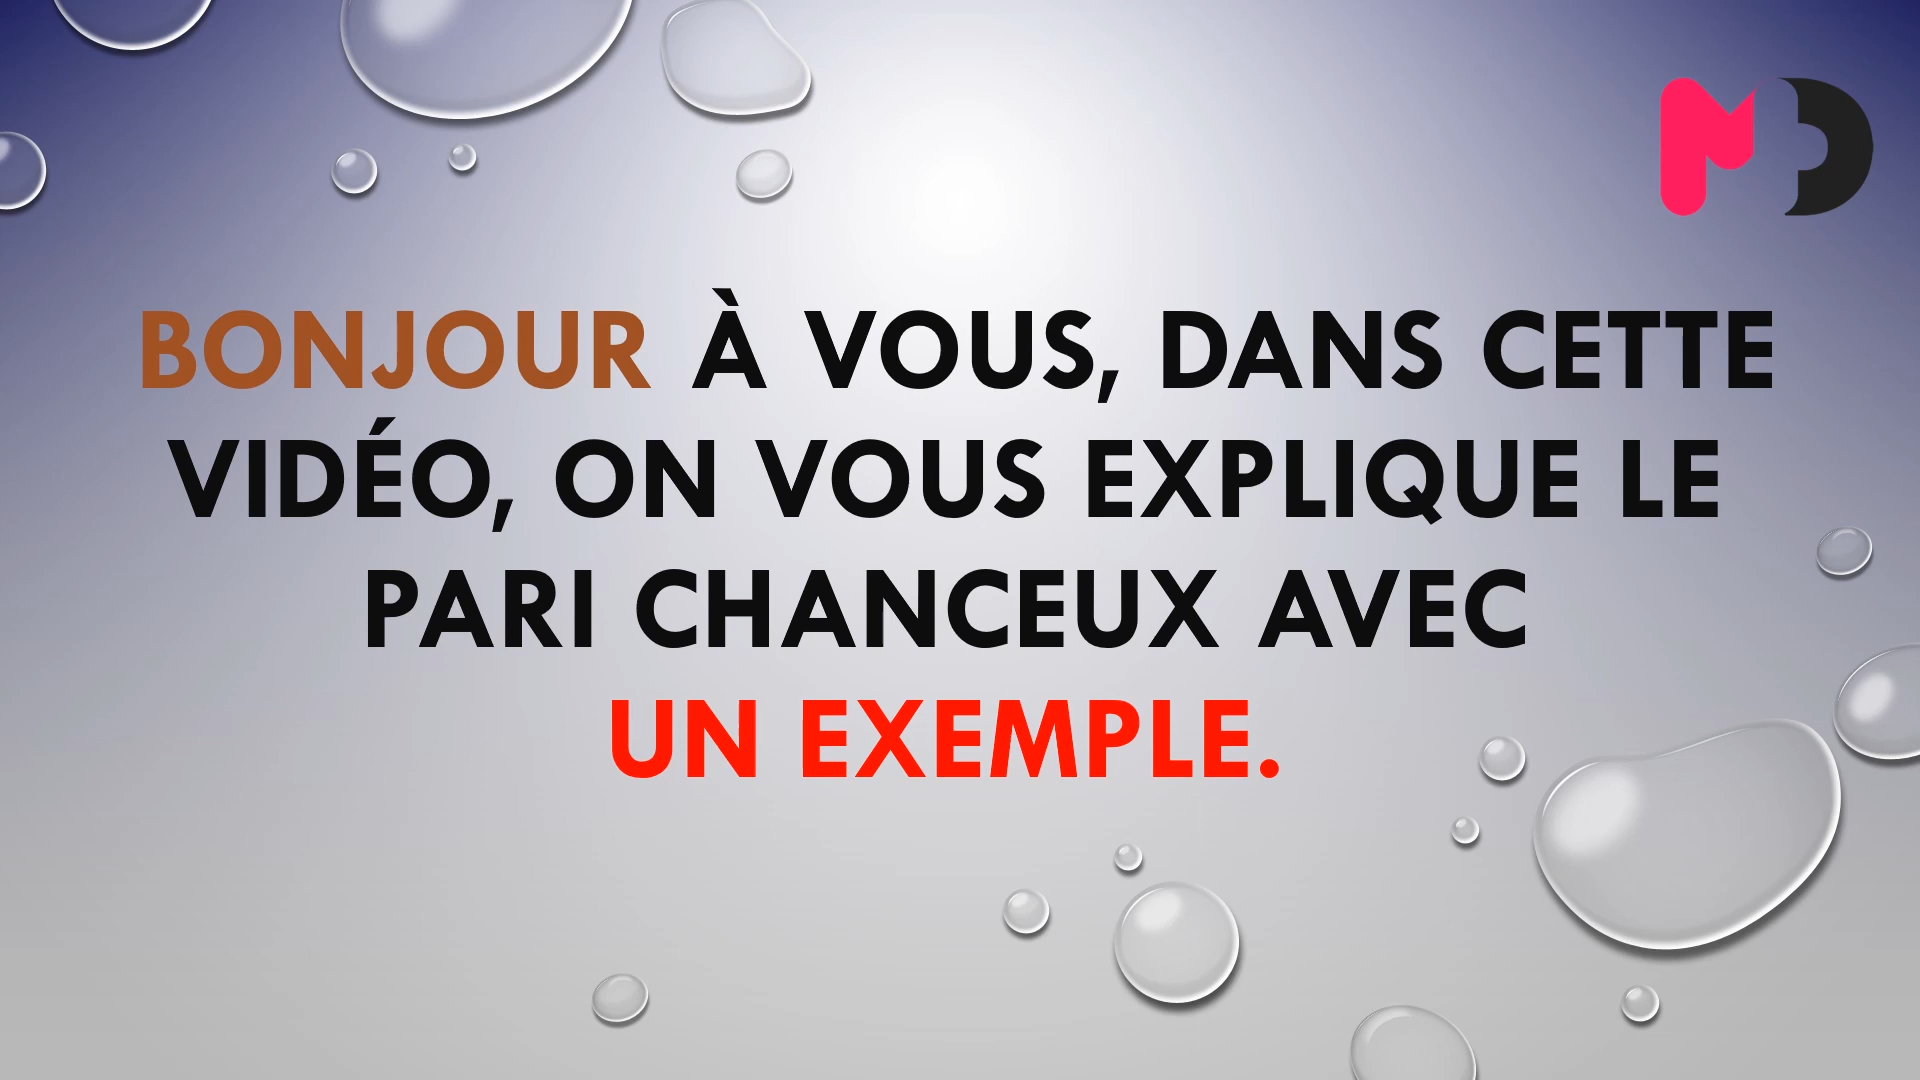 BONJOUR À VOUS, DANS CETTE
VIDÉO, ON VOUS EXPLIQUE LE
PARI CHANCEUX AVEC
UN EXEMPLE.